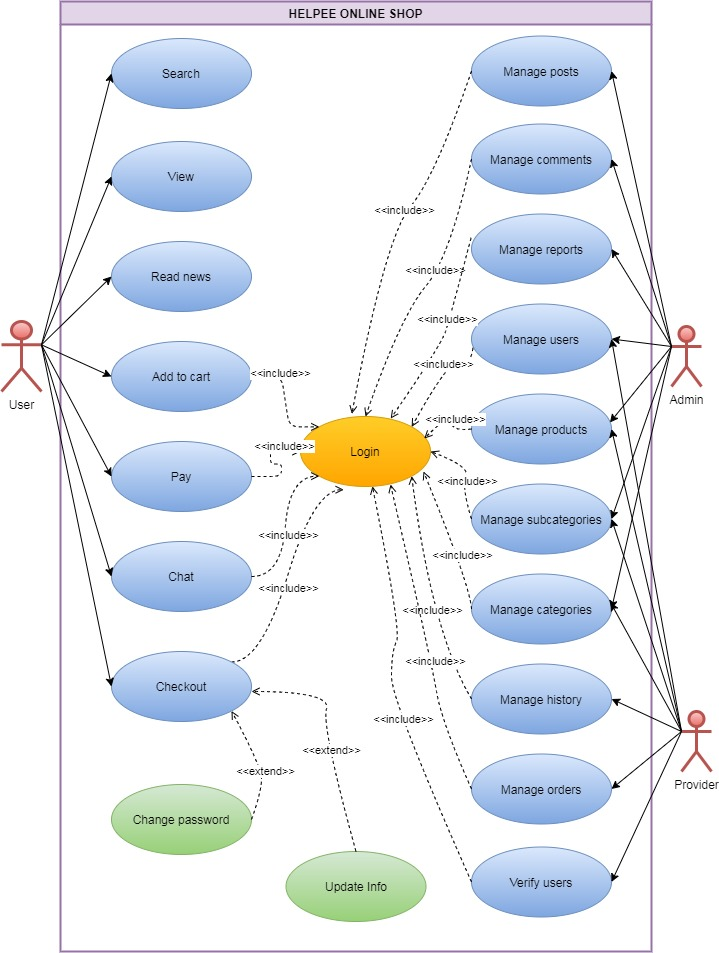 HELPEE ONLINE SHOP
Search
Manage posts
Manage comments
View
<<include>>
Manage reports
Read news
<<include>>
<<include>>
Manage users
User
Admin
<<include>>
Add to cart
<<include>>
<<include>>
Manage products
<<include>>
Login
Pay
<<include>>
Manage subcategories
<<include>>
<<include>>
Chat
<<include>>
<<include>>
Manage categories
<<include>>
Checkout
Manage history
<<include>>
<<extend>>
<<extend>>
Provider
Manage orders
Change password
Update Info
Verify users